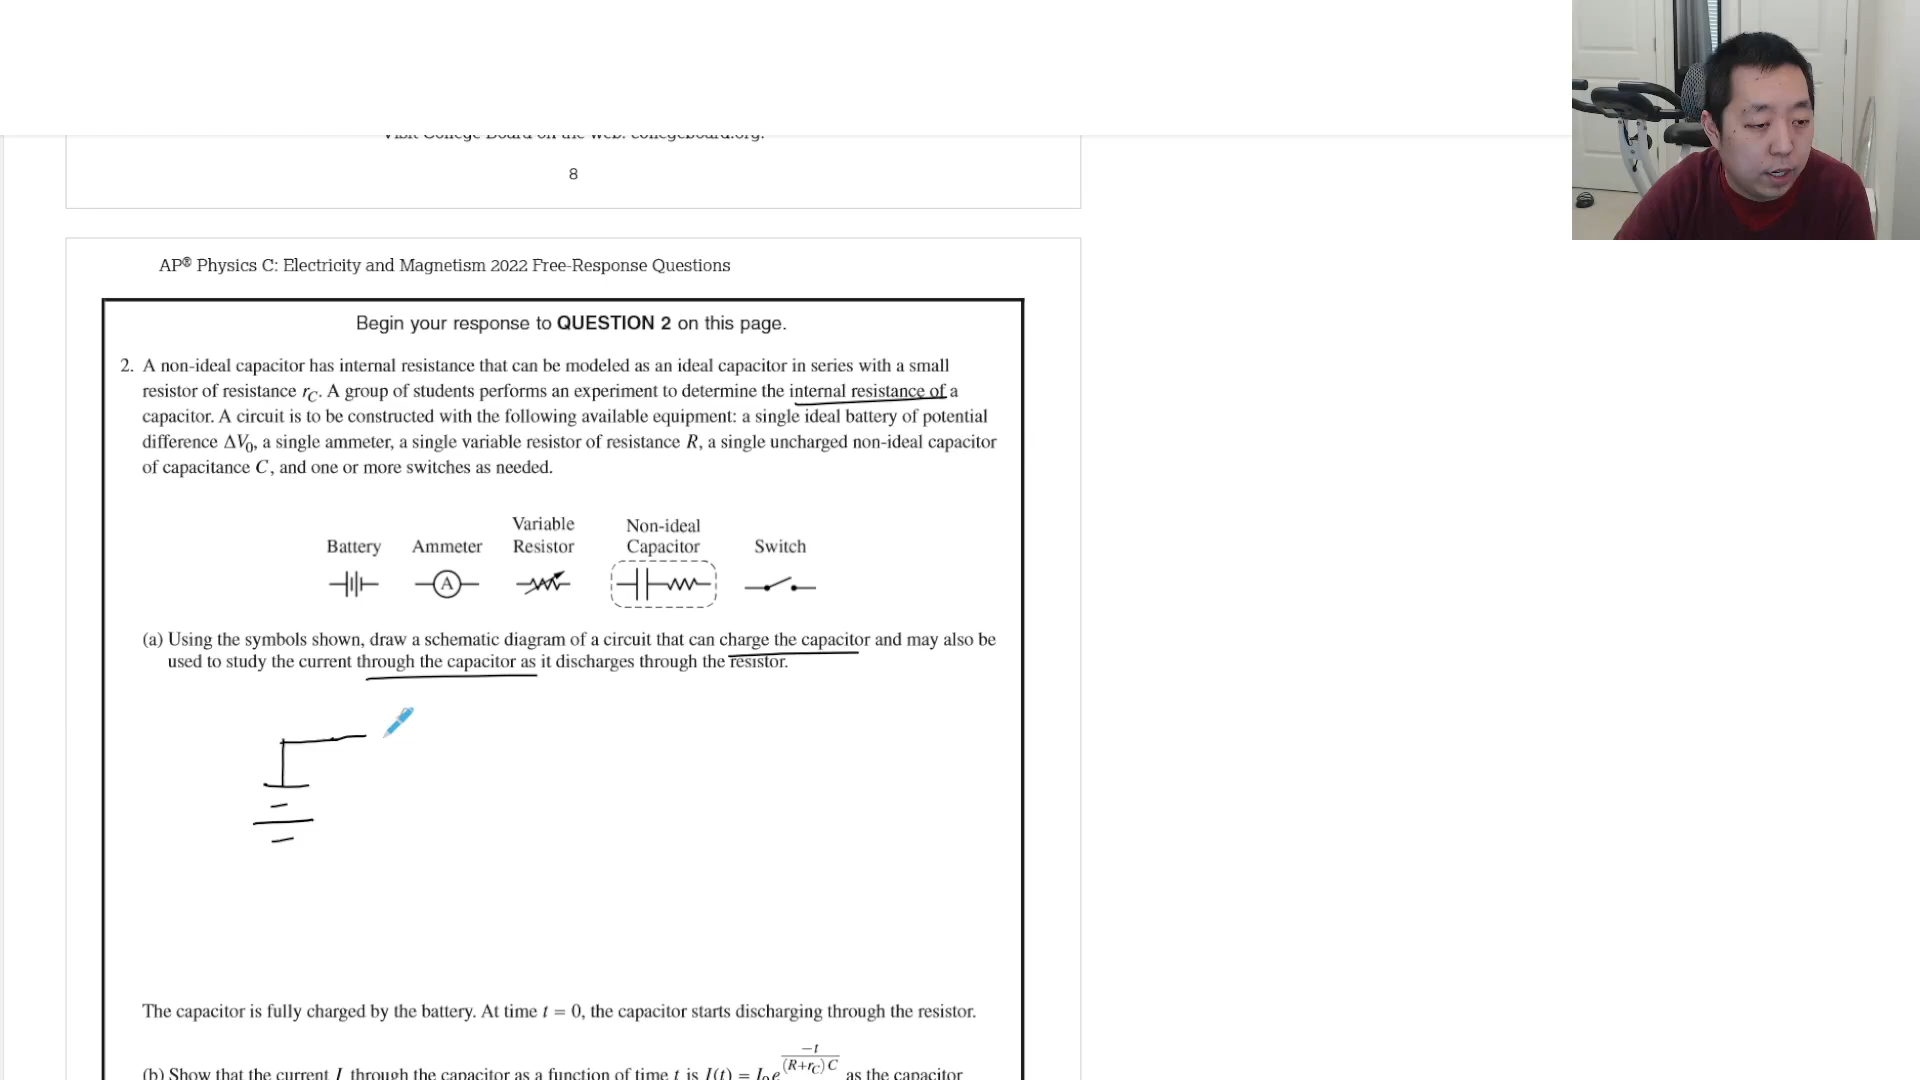 Visit College Board on the web: collegeboard.org.
8
AP® Physics C: Electricity and Magnetism 2022 Free-Response Questions
Begin your response to QUESTION 2 on this page.
2. A non-ideal capacitor has internal resistance that can be modeled as an ideal capacitor in series with a small
resistor of resistance r_C. A group of students performs an experiment to determine the internal resistance of a
capacitor. A circuit is to be constructed with the following available equipment: a single ideal battery of potential
difference ΔV₀, a single ammeter, a single variable resistor of resistance R, a single uncharged non-ideal capacitor
of capacitance C, and one or more switches as needed.
Battery Ammeter Variable Resistor Non-ideal Capacitor Switch
A
(a) Using the symbols shown, draw a schematic diagram of a circuit that can charge the capacitor and may also be
used to study the current through the capacitor as it discharges through the resistor.
The capacitor is fully charged by the battery. At time t = 0, the capacitor starts discharging through the resistor.
(b) Show that the current I through the capacitor as a function of time t is I(t) = I₀e^(−t/((R+r_C)C)) as the capacitor